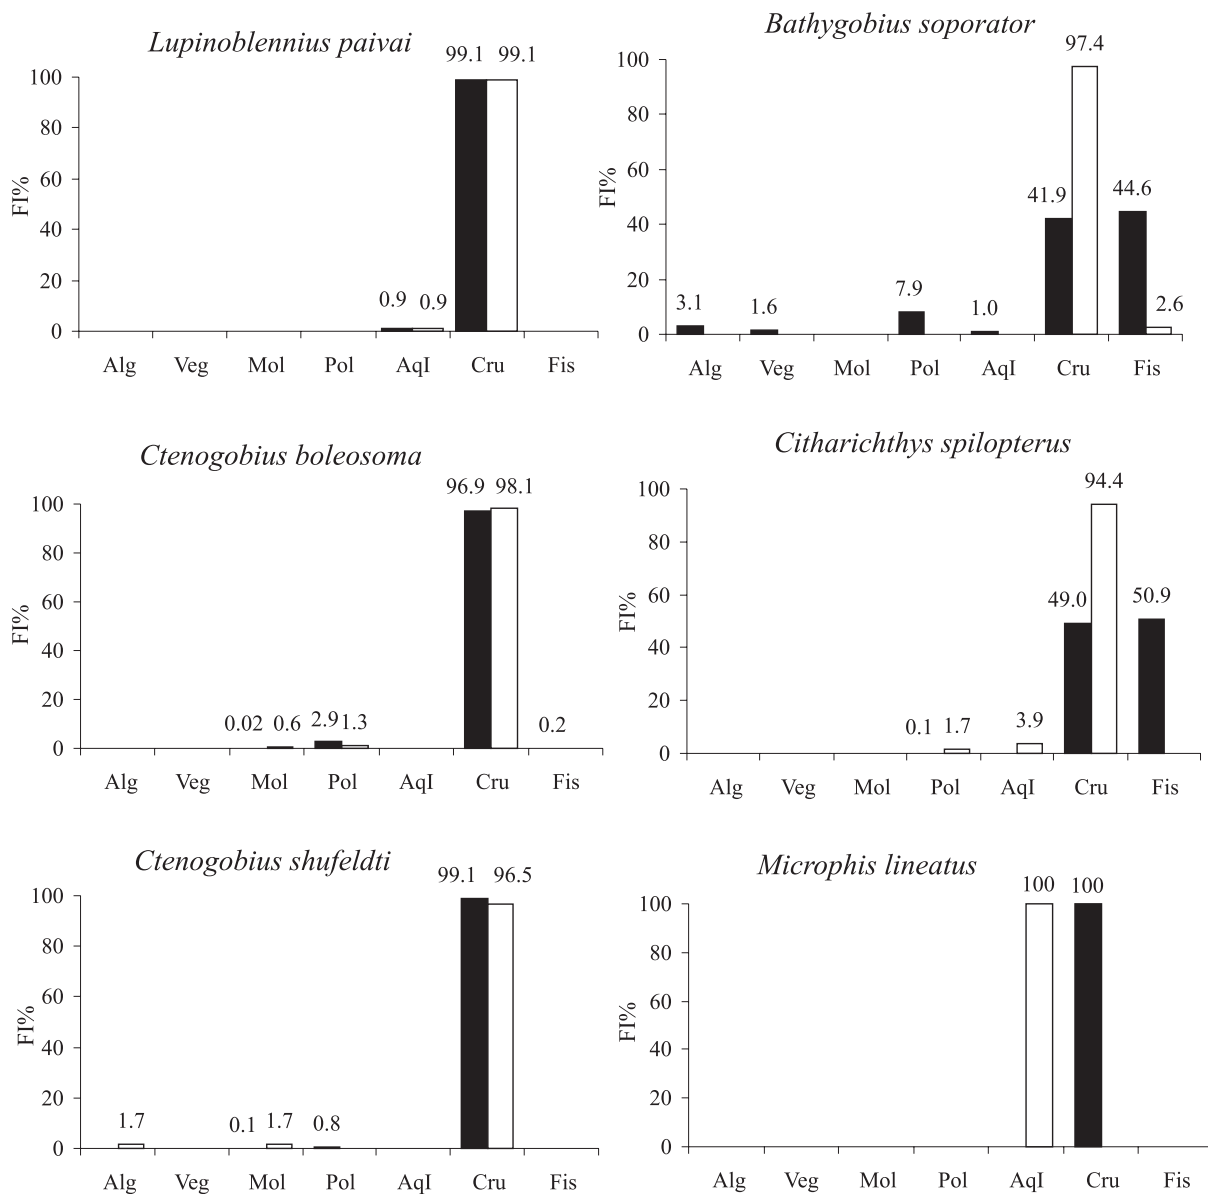 Lupinoblennius paivai
99.1 99.1
100
80
60
40
20
0
FI%
0.9 0.9
Alg Veg Mol Pol AqI Cru Fis
Bathygobius soporator
97.4
100
80
60
40
20
0
FI%
3.1 1.6 7.9 1.0 41.9 44.6 2.6
Alg Veg Mol Pol AqI Cru Fis
Ctenogobius boleosoma
96.9 98.1
100
80
60
40
20
0
FI%
0.02 0.6 2.9 1.3 0.2
Alg Veg Mol Pol AqI Cru Fis
Citharichthys spilopterus
94.4
100
80
60
40
20
0
FI%
0.1 1.7 3.9 49.0 50.9
Alg Veg Mol Pol AqI Cru Fis
Ctenogobius shufeldti
99.1 96.5
100
80
60
40
20
0
FI%
1.7 0.1 1.7 0.8
Alg Veg Mol Pol AqI Cru Fis
Microphis lineatus
100 100
100
80
60
40
20
0
FI%
Alg Veg Mol Pol AqI Cru Fis